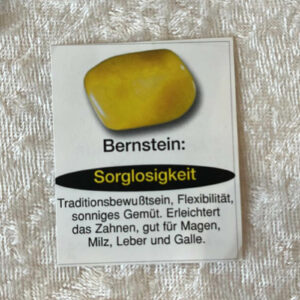 Bernstein:
Sorglosigkeit
Traditionsbewußtsein, Flexibilität,
sonniges Gemüt. Erleichtert
das Zahnen, gut für Magen,
Milz, Leber und Galle.